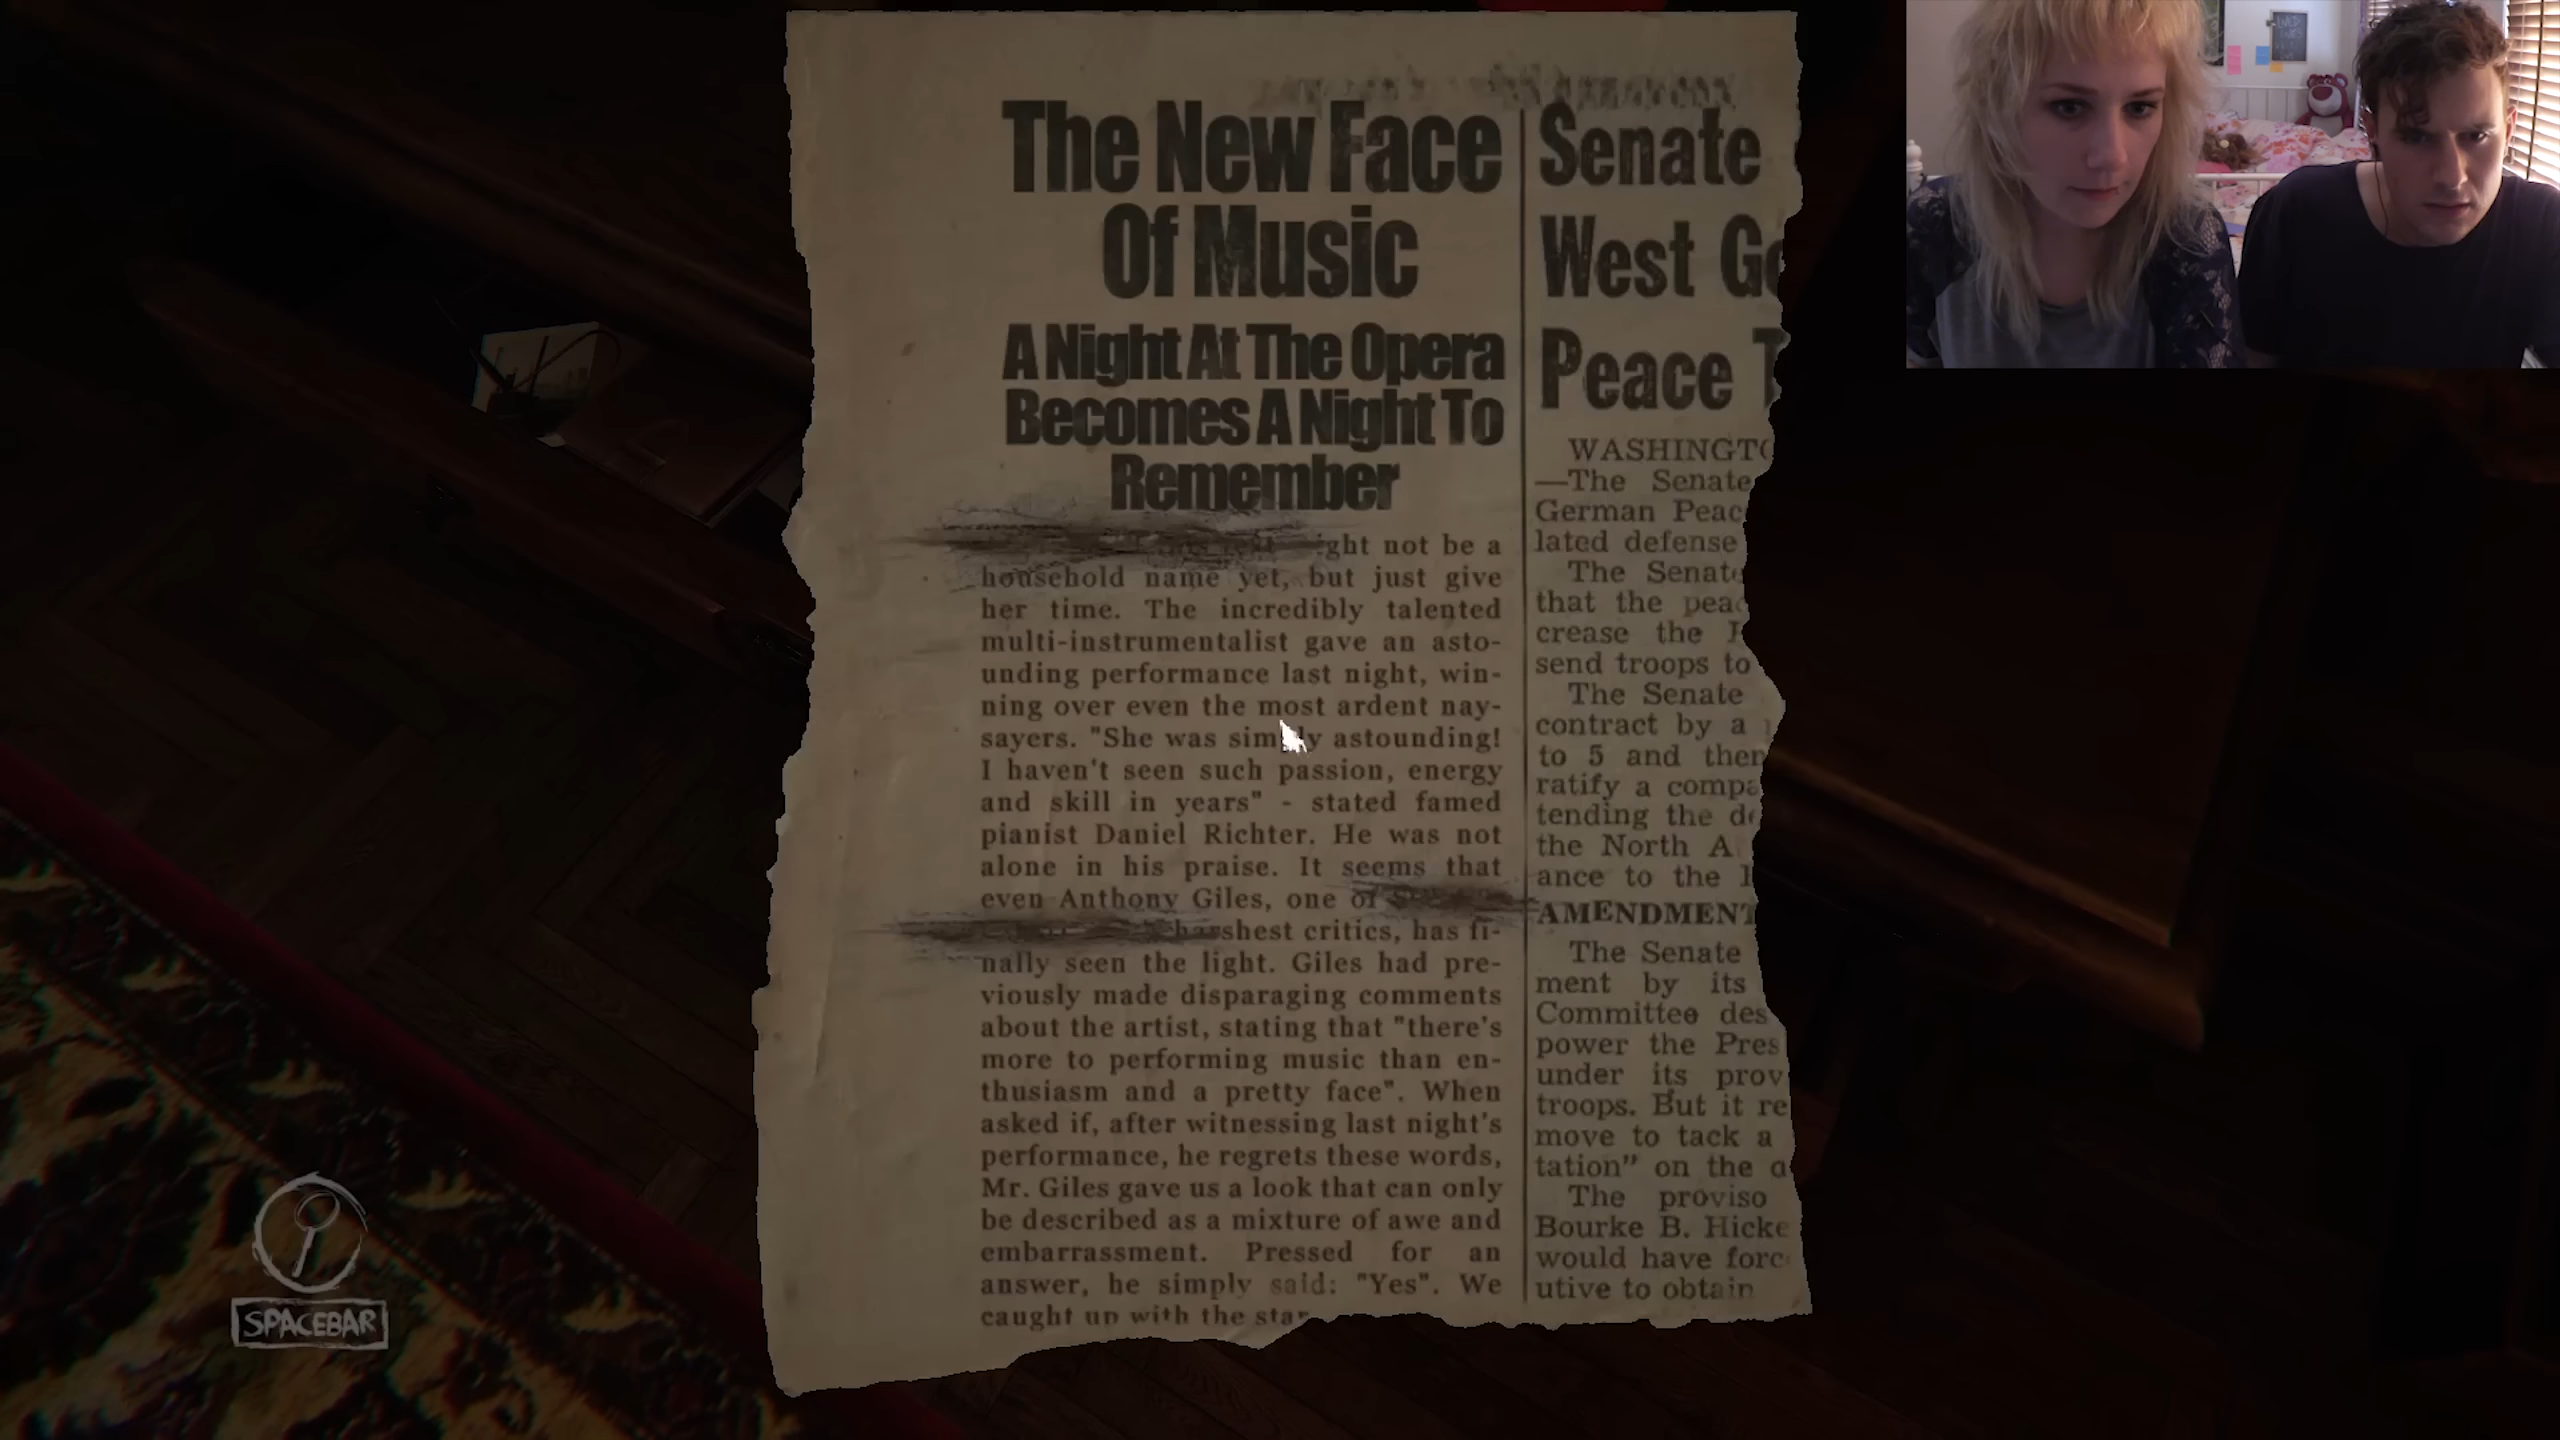 The New Face
Of Music
A Night At The Opera
Becomes A Night To
Remember
ght not be a
household name yet, but just give
her time. The incredibly talented
multi-instrumentalist gave an asto-
unding performance last night, win-
ning over even the most ardent nay-
sayers. "She was simply astounding!
I haven't seen such passion, energy
and skill in years" - stated famed
pianist Daniel Richter. He was not
alone in his praise. It seems that
even Anthony Giles, one of
harshest critics, has fi-
nally seen the light. Giles had pre-
viously made disparaging comments
about the artist, stating that "there's
more to performing music than en-
thusiasm and a pretty face". When
asked if, after witnessing last night's
performance, he regrets these words,
Mr. Giles gave us a look that can only
be described as a mixture of awe and
embarrassment. Pressed for an
answer, he simply said: "Yes". We
caught up with the star
Senate
West Ge
Peace T
WASHINGTO
—The Senate
German Peac
lated defense
The Senate
that the peac
crease the
send troops to
The Senate
contract by a
to 5 and then
ratify a compa
tending the de
the North A
ance to the
AMENDMENT
The Senate
ment by its
Committee des
power the Pres
under its prov
troops. But it re
move to tack a
tation" on the a
The proviso
Bourke B. Hicke
would have forc
utive to obtain
SPACEBAR